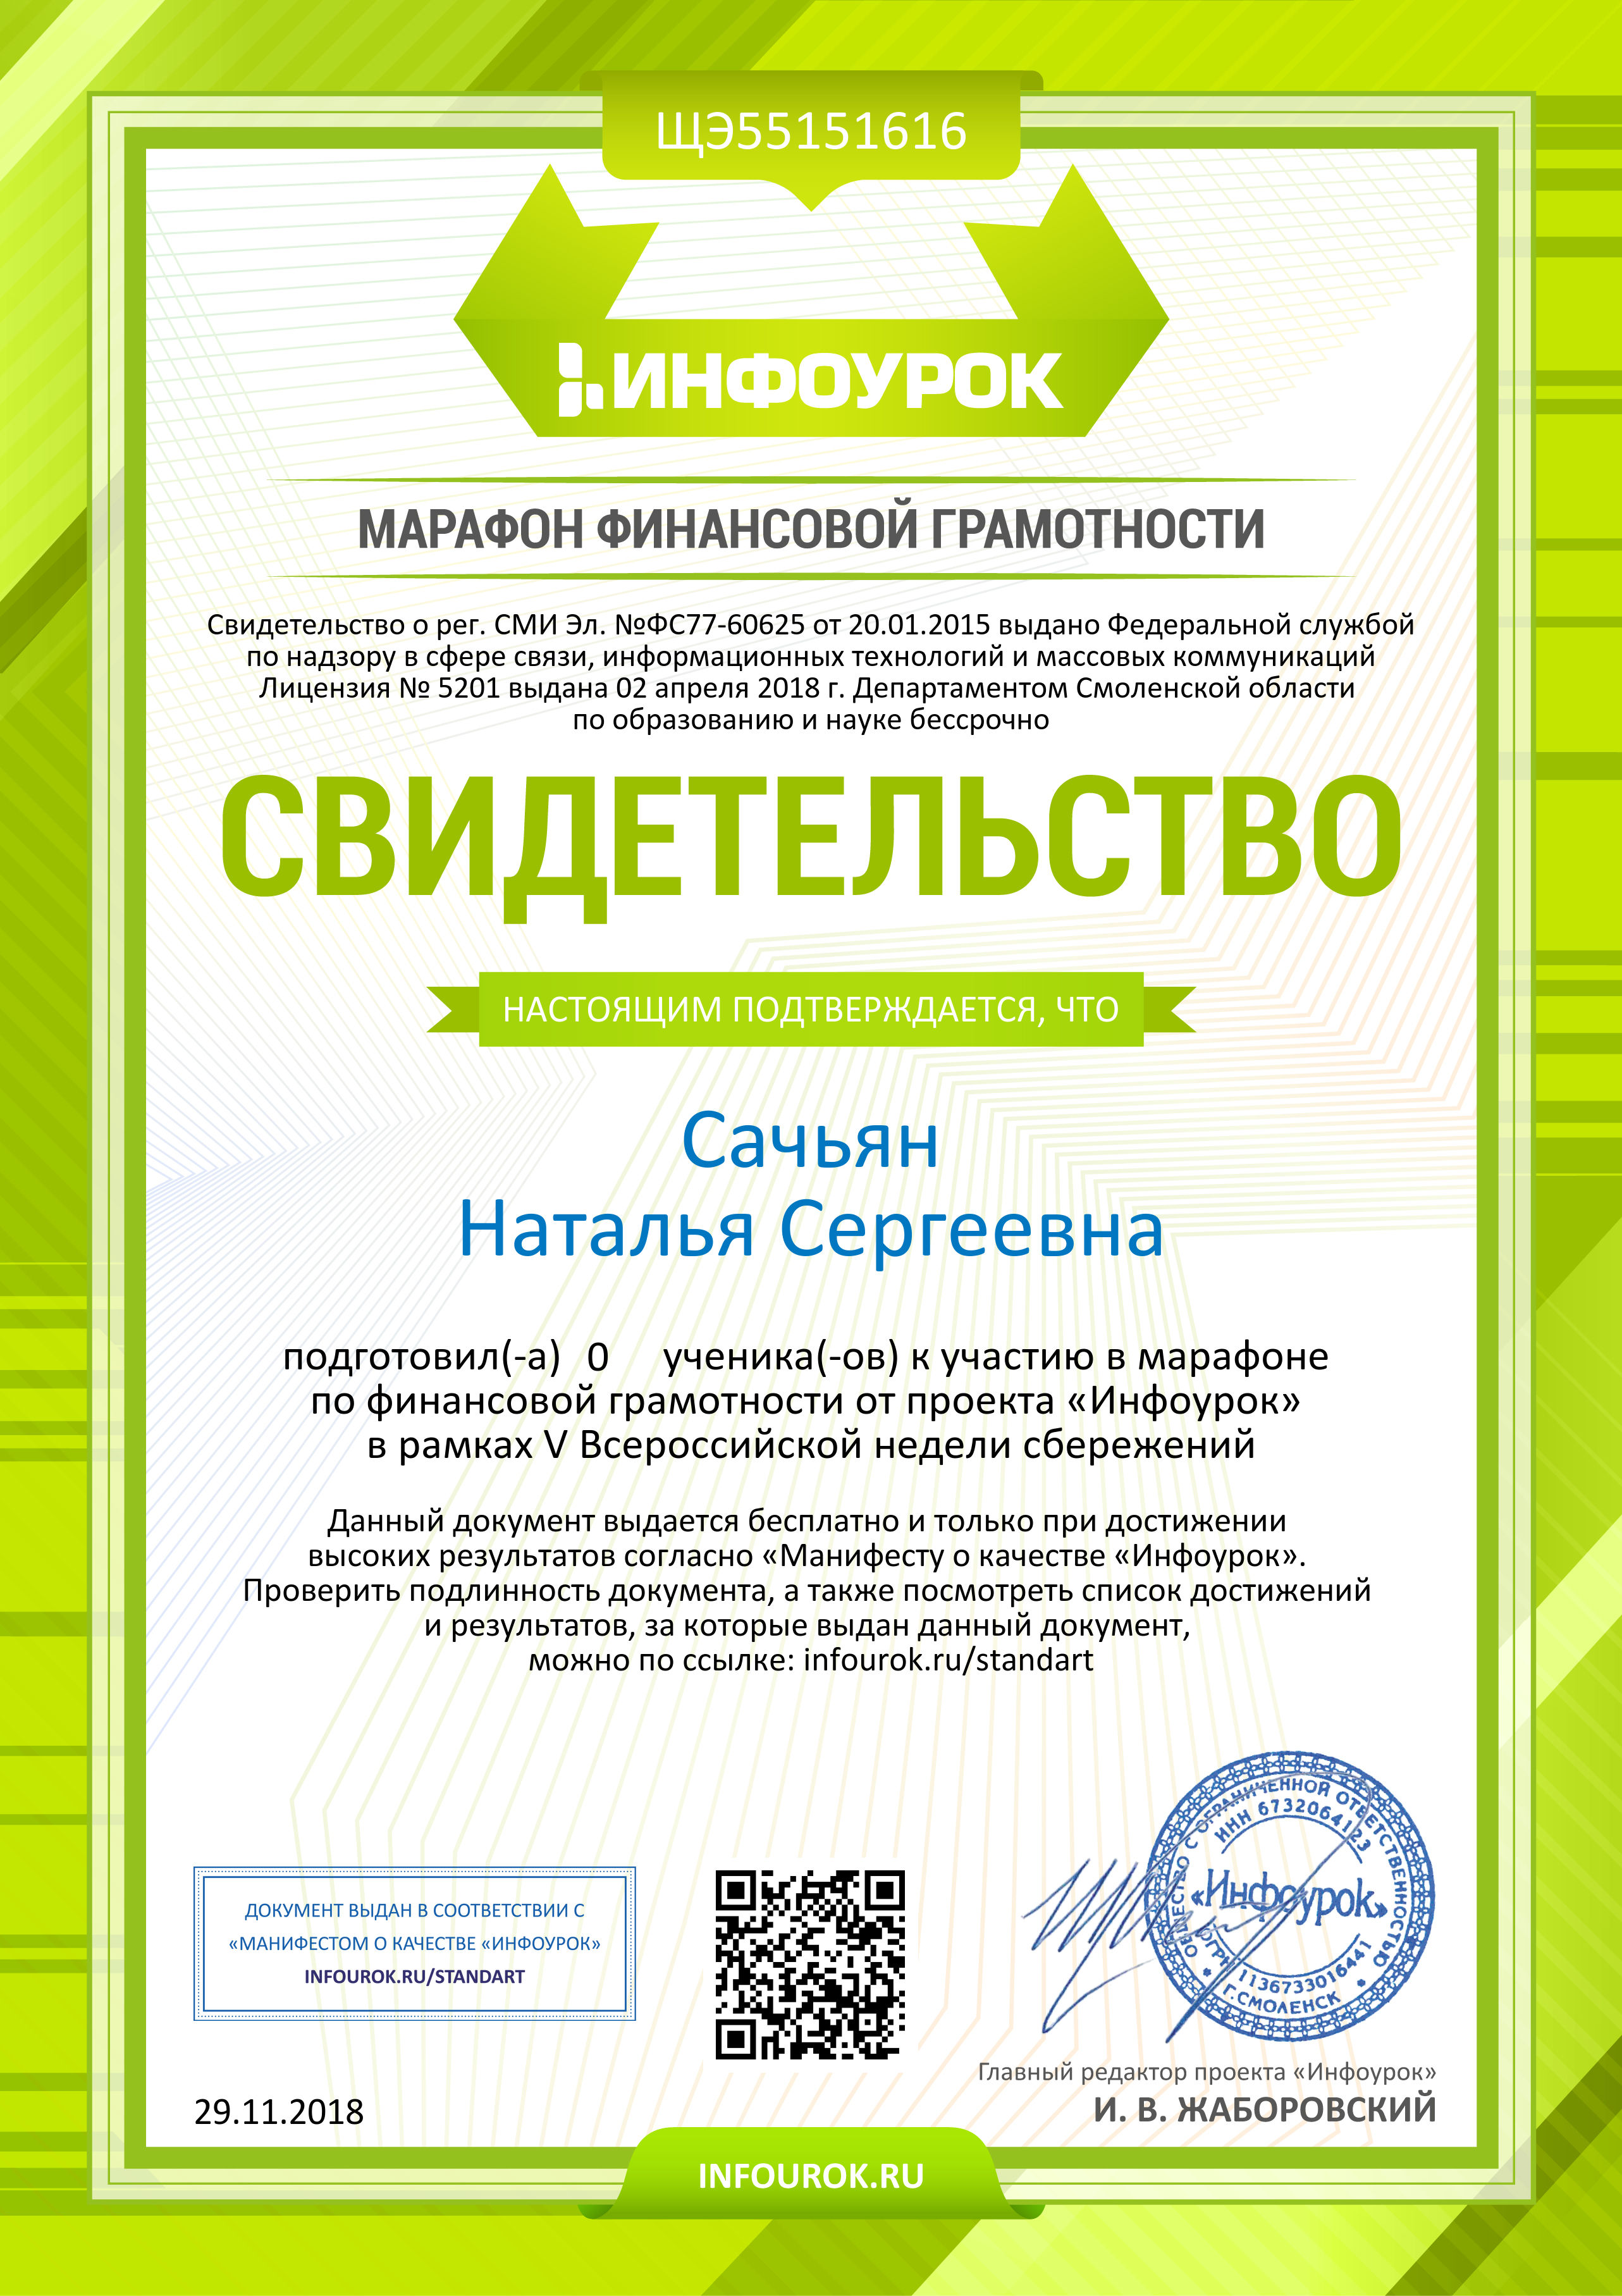 ЩЭ55151616
ИНФОУРОК
МАРАФОН ФИНАНСОВОЙ ГРАМОТНОСТИ
Свидетельство о рег. СМИ Эл. №ФС77-60625 от 20.01.2015 выдано Федеральной службой
по надзору в сфере связи, информационных технологий и массовых коммуникаций
Лицензия № 5201 выдана 02 апреля 2018 г. Департаментом Смоленской области
по образованию и науке бессрочно
СВИДЕТЕЛЬСТВО
НАСТОЯЩИМ ПОДТВЕРЖДАЕТСЯ, ЧТО
Сачьян
Наталья Сергеевна
подготовил(-а) 0 ученика(-ов) к участию в марафоне
по финансовой грамотности от проекта «Инфоурок»
в рамках V Всероссийской недели сбережений
Данный документ выдается бесплатно и только при достижении
высоких результатов согласно «Манифесту о качестве «Инфоурок».
Проверить подлинность документа, а также посмотреть список достижений
и результатов, за которые выдан данный документ,
можно по ссылке: infourok.ru/standart
ДОКУМЕНТ ВЫДАН В СООТВЕТСТВИИ С
«МАНИФЕСТОМ О КАЧЕСТВЕ «ИНФОУРОК»
INFOUROK.RU/STANDART
ОБЩЕСТВО С ОГРАНИЧЕННОЙ ОТВЕТСТВЕННОСТЬЮ
ИНН 6732064123
«Инфоурок»
ОГРН 1136733016441
Г.СМОЛЕНСК
Главный редактор проекта «Инфоурок»
И. В. ЖАБОРОВСКИЙ
29.11.2018
INFOUROK.RU